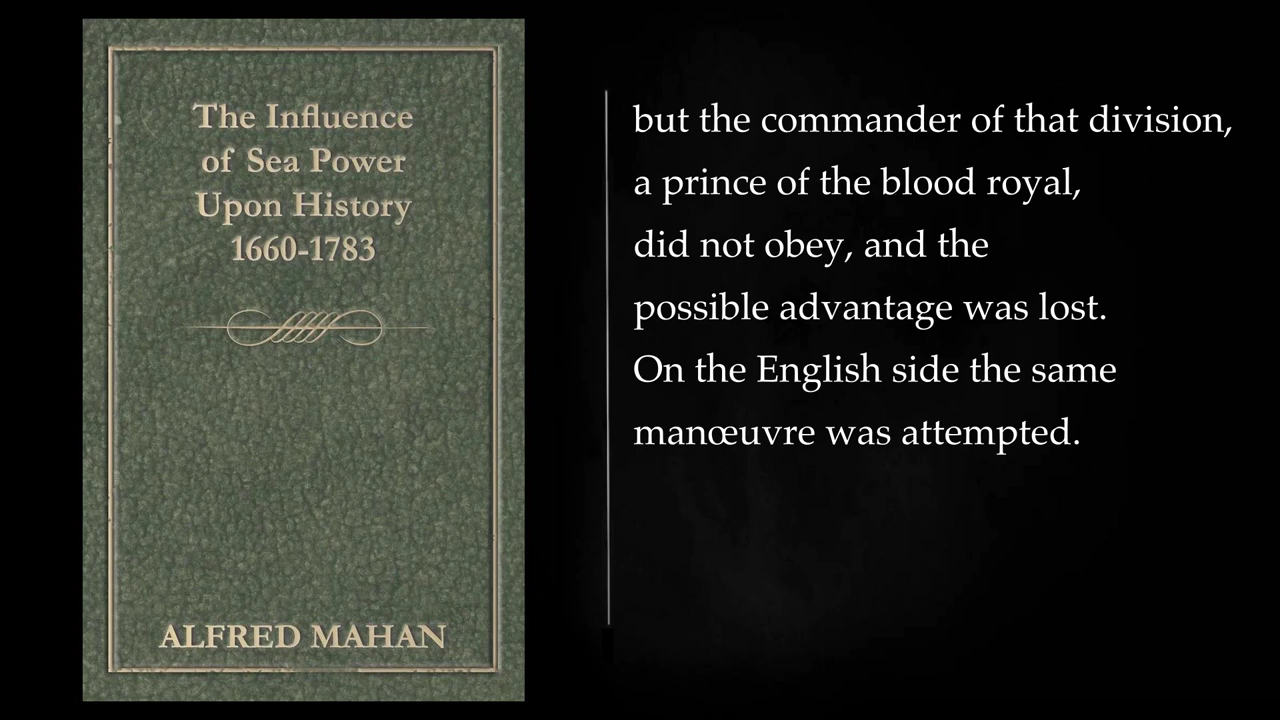 The Influence
of Sea Power
Upon History
1660-1783
ALFRED MAHAN
but the commander of that division,
a prince of the blood royal,
did not obey, and the
possible advantage was lost.
On the English side the same
manœuvre was attempted.